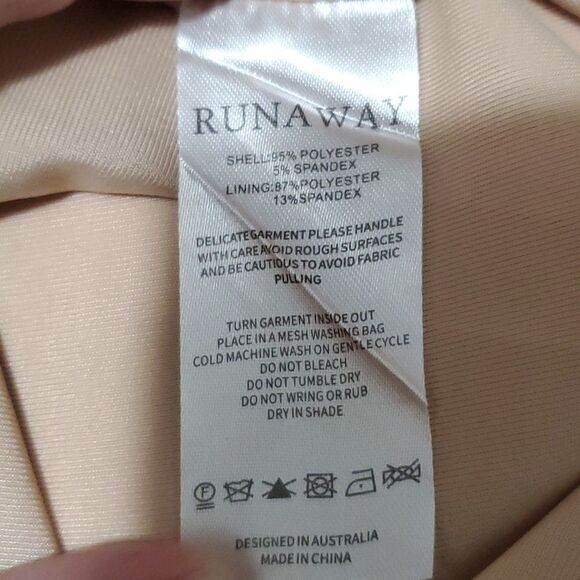 RUNAWAY
SHELL:95% POLYESTER
5% SPANDEX
LINING:87%POLYESTER
13%SPANDEX
DELICATEGARMENT PLEASE HANDLE
WITH CARE AVOID ROUGH SURFACES
AND BE CAUTIOUS TO AVOID FABRIC
PULLING
TURN GARMENT INSIDE OUT
PLACE IN A MESH WASHING BAG
COLD MACHINE WASH ON GENTLE CYCLE
DO NOT BLEACH
DO NOT TUMBLE DRY
DO NOT WRING OR RUB
DRY IN SHADE
F
DESIGNED IN AUSTRALIA
MADE IN CHINA